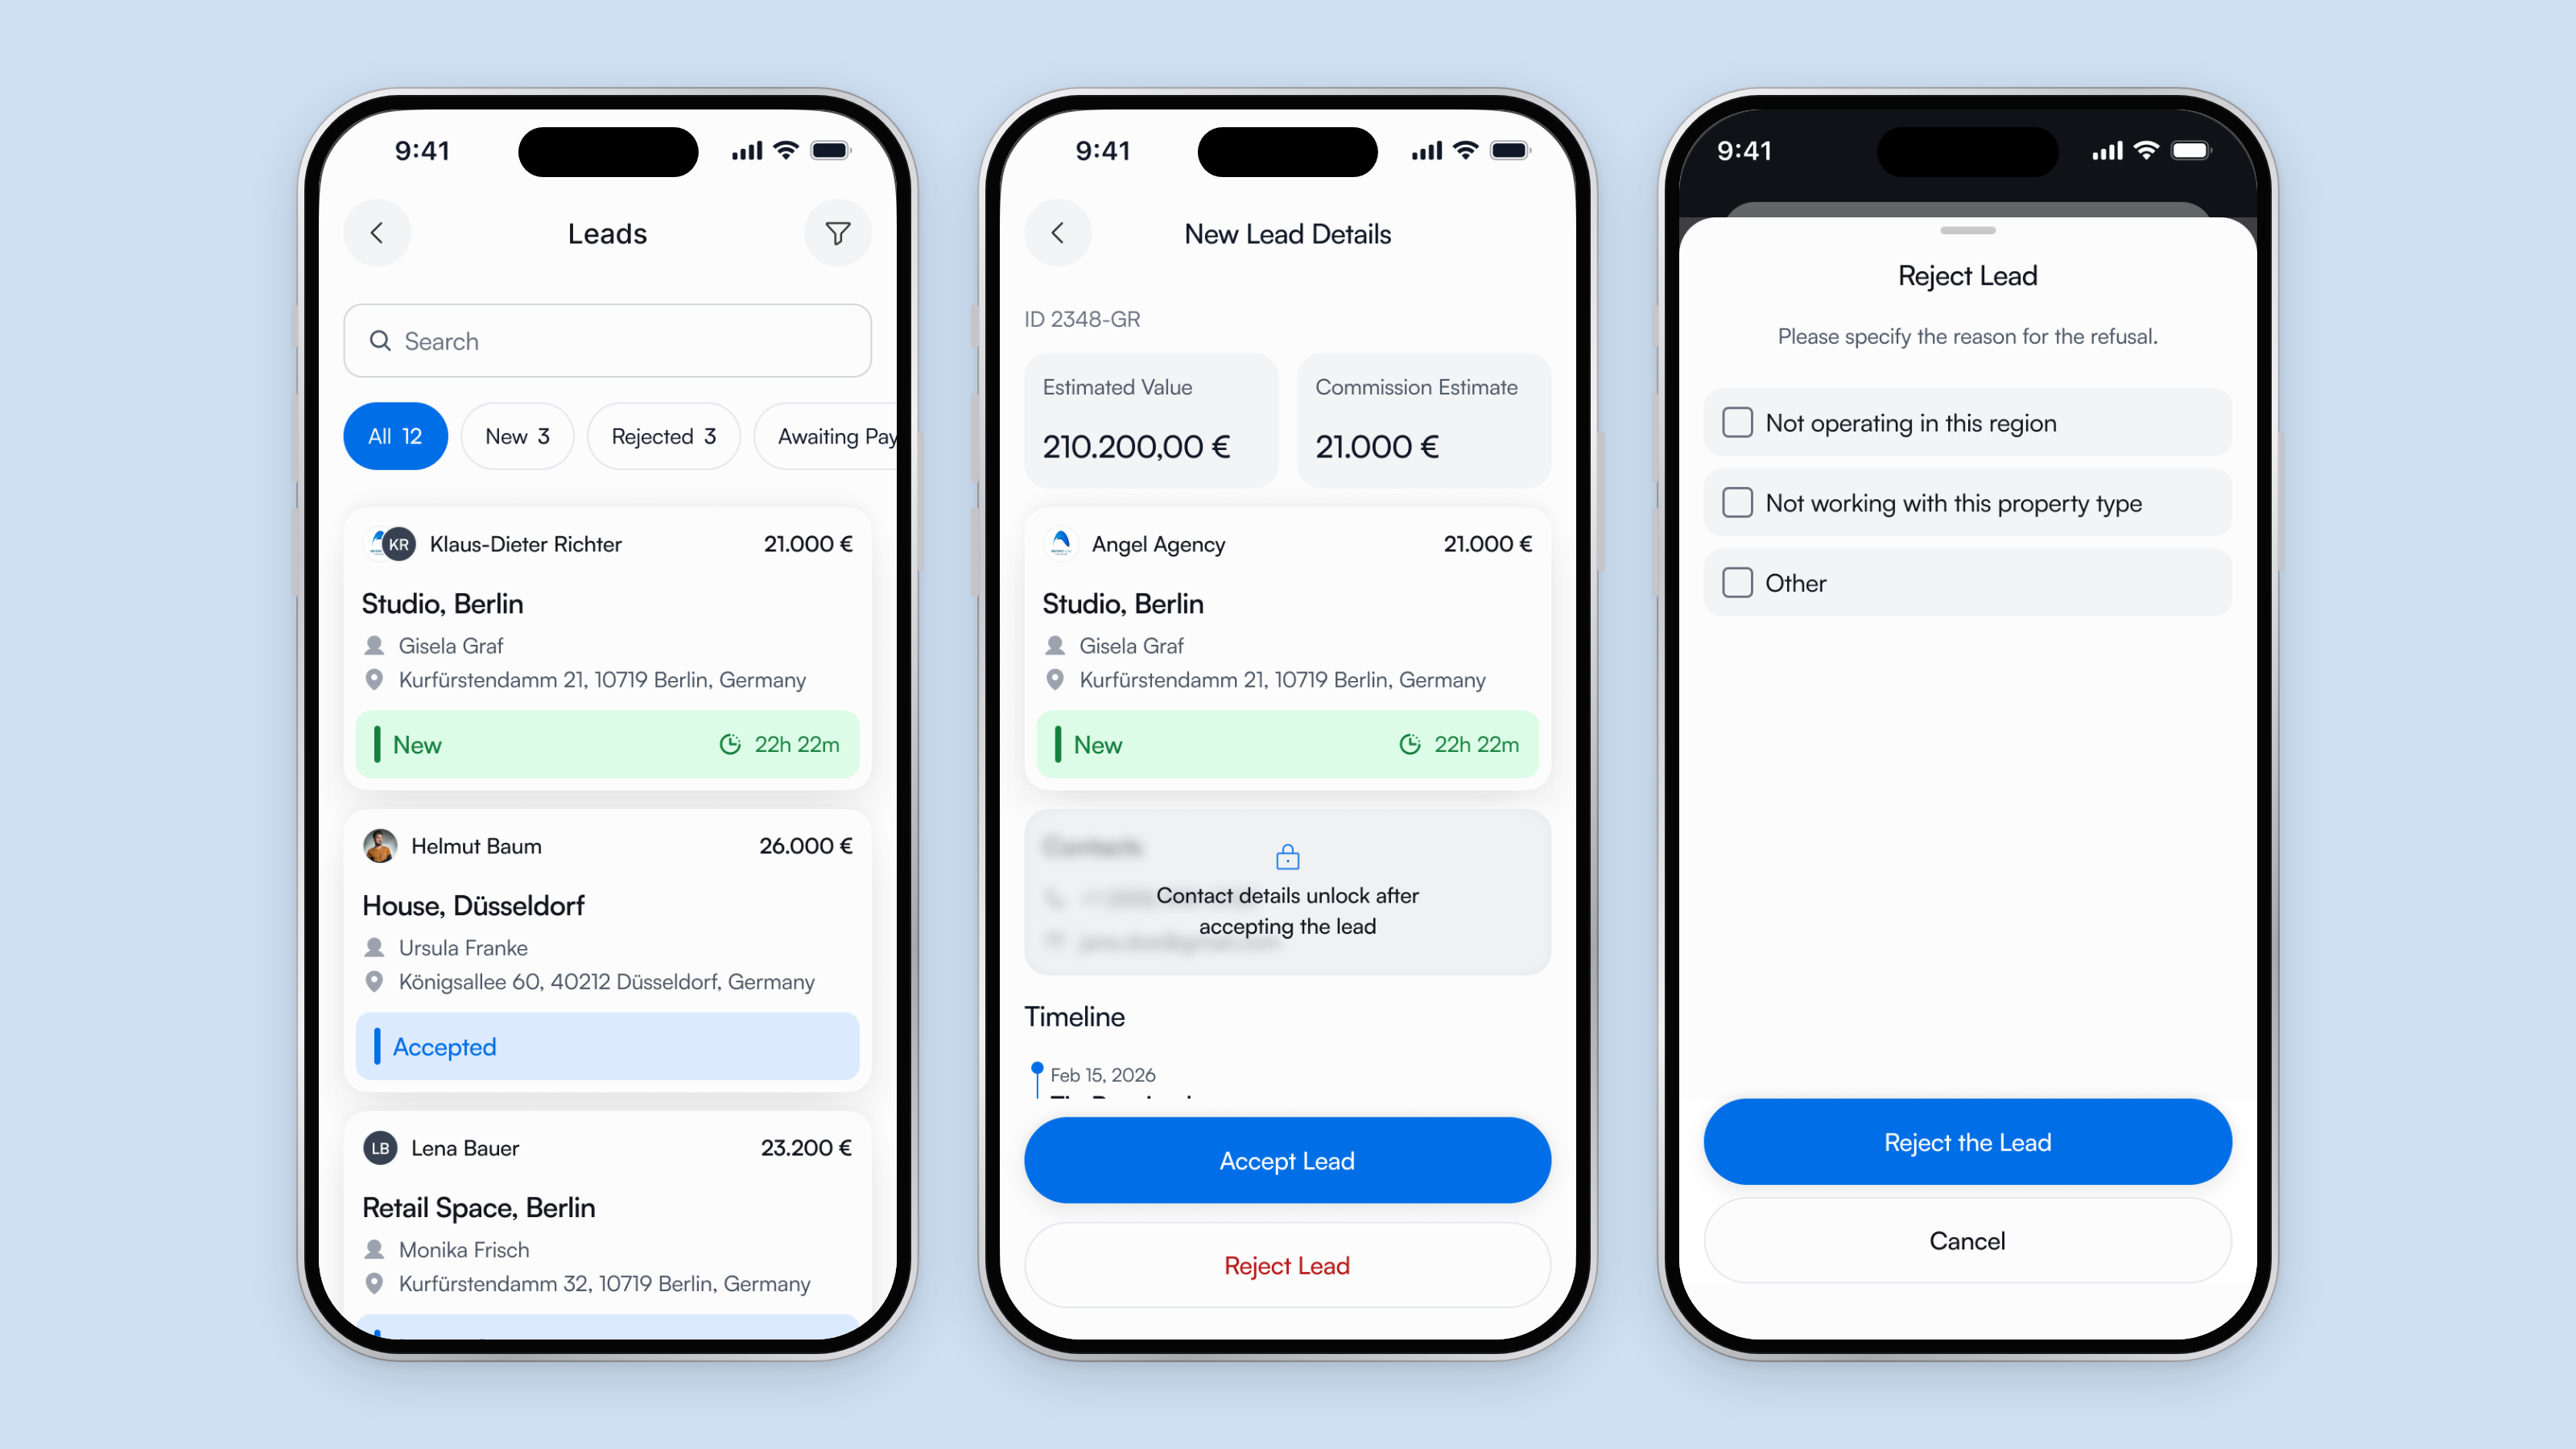 9:41
Leads
Search
All 12
New 3
Rejected 3
Awaiting Pay
KR
Klaus-Dieter Richter
21.000 €
Studio, Berlin
Gisela Graf
Kurfürstendamm 21, 10719 Berlin, Germany
New
22h 22m
Helmut Baum
26.000 €
House, Düsseldorf
Ursula Franke
Königsallee 60, 40212 Düsseldorf, Germany
Accepted
LB
Lena Bauer
23.200 €
Retail Space, Berlin
Monika Frisch
Kurfürstendamm 32, 10719 Berlin, Germany
9:41
New Lead Details
ID 2348-GR
Estimated Value
210.200,00 €
Commission Estimate
21.000 €
Angel Agency
21.000 €
Studio, Berlin
Gisela Graf
Kurfürstendamm 21, 10719 Berlin, Germany
New
22h 22m
Contacts
Contact details unlock after
accepting the lead
Timeline
Feb 15, 2026
Accept Lead
Reject Lead
9:41
Reject Lead
Please specify the reason for the refusal.
Not operating in this region
Not working with this property type
Other
Reject the Lead
Cancel